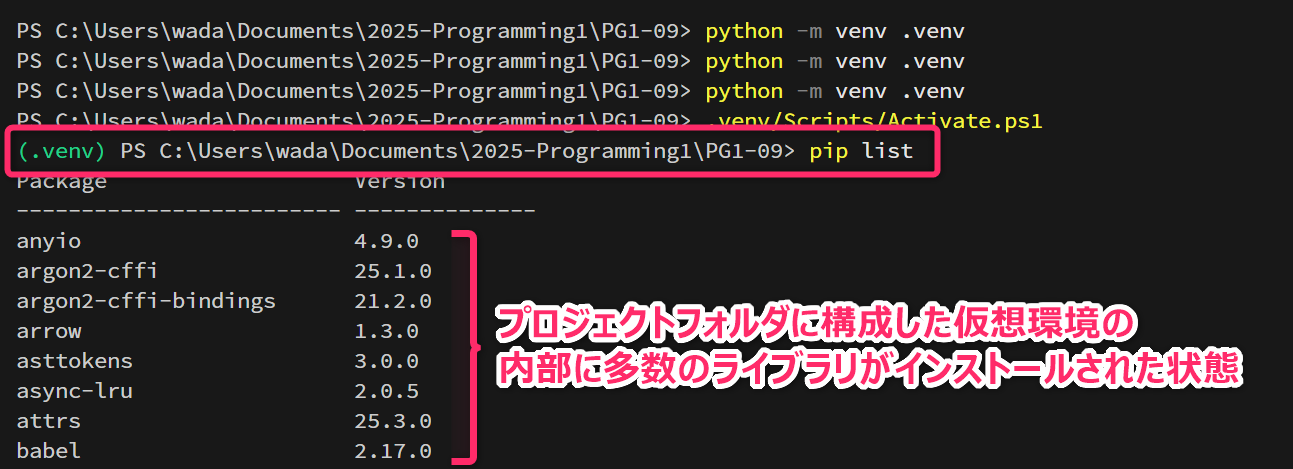 PS C:\Users\wada\Documents\2025-Programming1\PG1-09> python -m venv .venv
PS C:\Users\wada\Documents\2025-Programming1\PG1-09> python -m venv .venv
PS C:\Users\wada\Documents\2025-Programming1\PG1-09> python -m venv .venv
PS C:\Users\wada\Documents\2025-Programming1\PG1-09> .venv/Scripts/Activate.ps1
(.venv) PS C:\Users\wada\Documents\2025-Programming1\PG1-09> pip list
Package Version
------------------------- --------------
anyio 4.9.0
argon2-cffi 25.1.0
argon2-cffi-bindings 21.2.0
arrow 1.3.0
asttokens 3.0.0
async-lru 2.0.5
attrs 25.3.0
babel 2.17.0
プロジェクトフォルダに構成した仮想環境の
内部に多数のライブラリがインストールされた状態